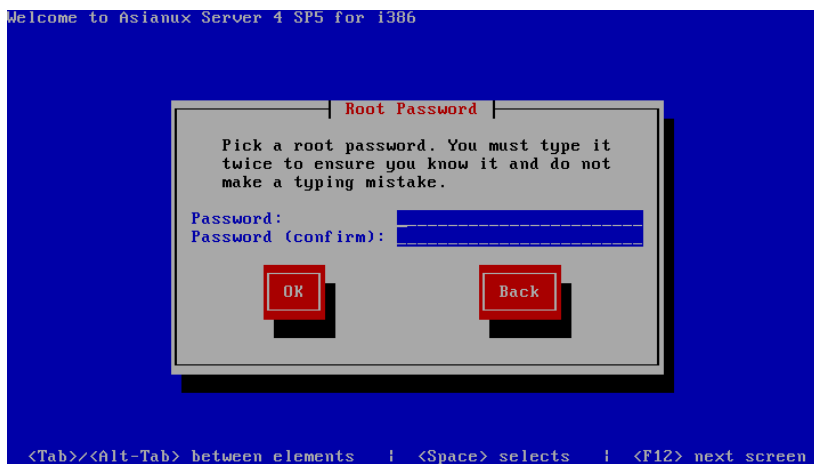 Welcome to Asianux Server 4 SP5 for i386
Root Password
Pick a root password. You must type it
twice to ensure you know it and do not
make a typing mistake.
Password:
Password (confirm):
OK Back
<Tab>/<Alt-Tab> between elements | <Space> selects | <F12> next screen